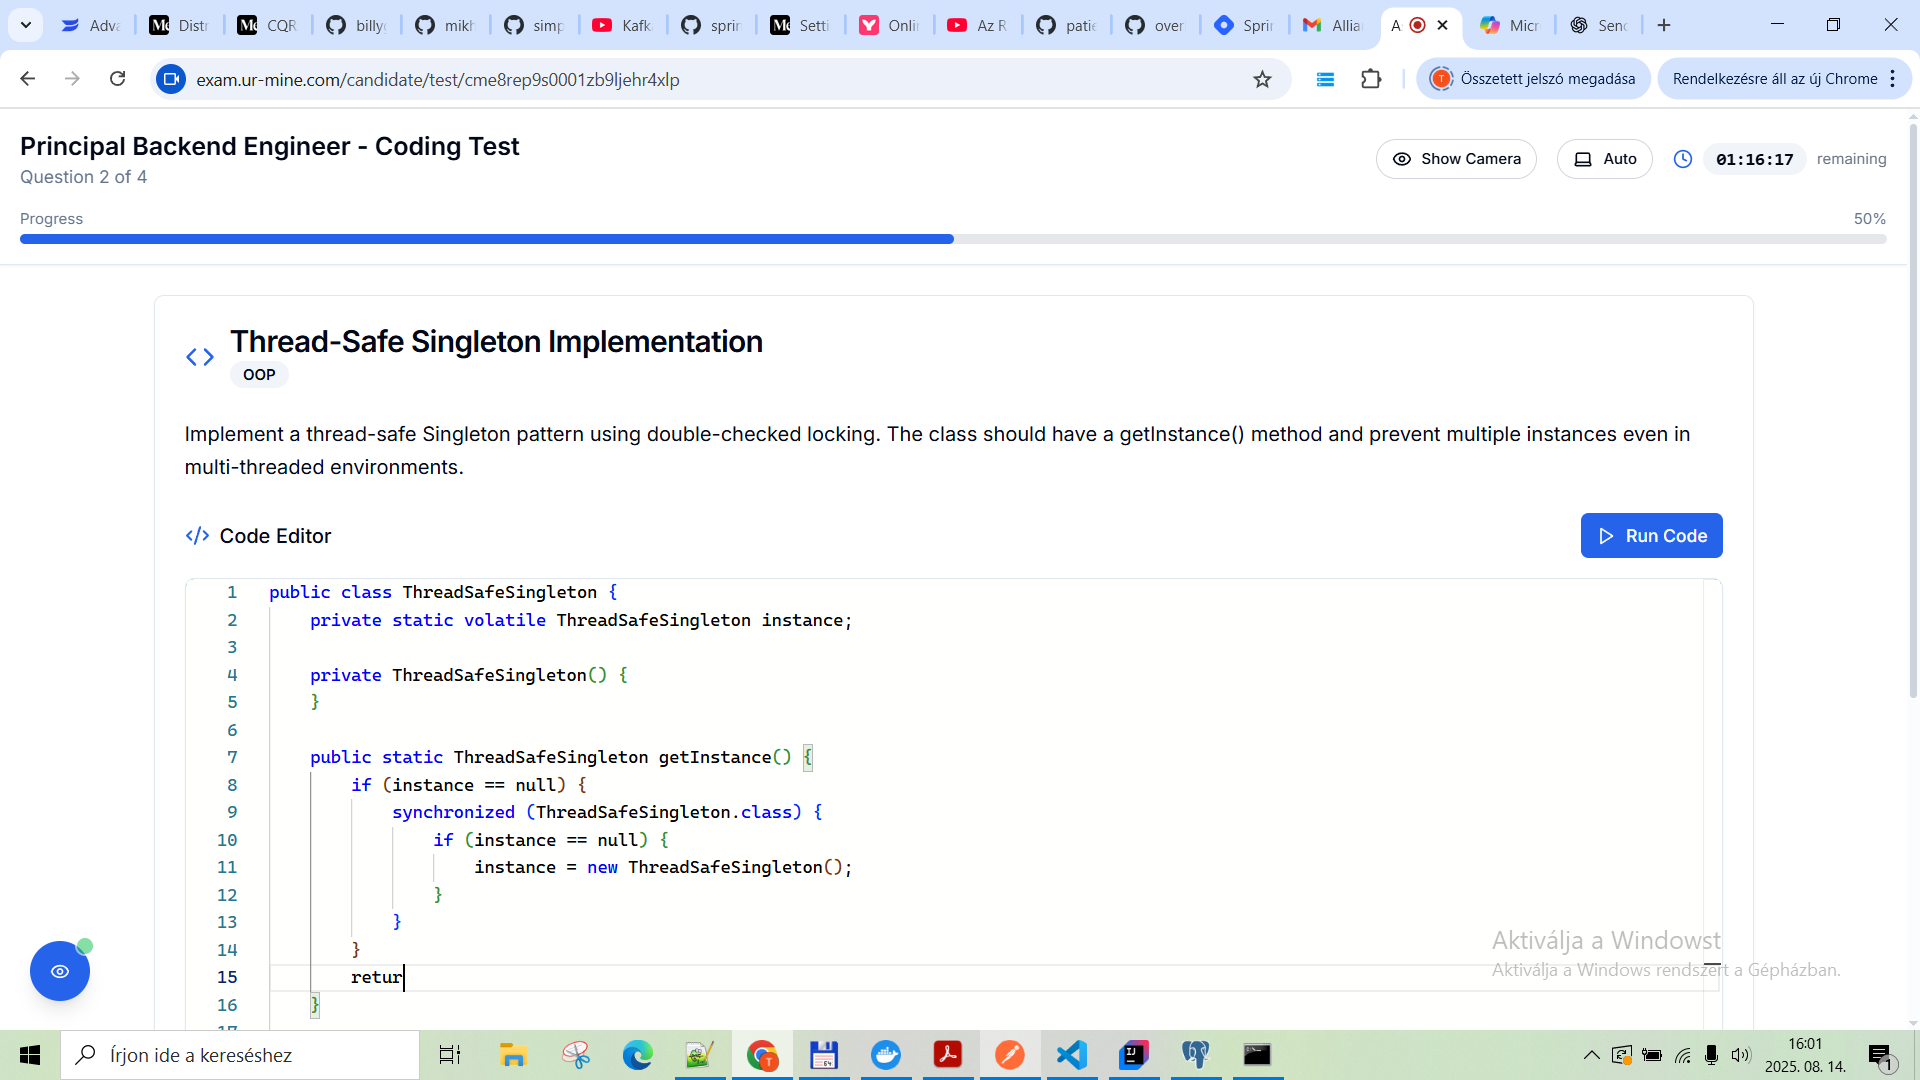 Adva
Distr
CQR
billyg
mikh
simp
Kafka
sprin
Setti
Onli
Az R
patie
over
Sprin
Allia
A
Micr
Send
exam.ur-mine.com/candidate/test/cme8rep9s0001zb9ljehr4xlp
T
Összetett jelszó megadása
Rendelkezésre áll az új Chrome
Principal Backend Engineer - Coding Test
Question 2 of 4
Show Camera
Auto
01:16:17 remaining
Progress
50%
Thread-Safe Singleton Implementation
OOP
Implement a thread-safe Singleton pattern using double-checked locking. The class should have a getInstance() method and prevent multiple instances even in
multi-threaded environments.
Code Editor
Run Code
1 public class ThreadSafeSingleton {
2 private static volatile ThreadSafeSingleton instance;
3
4 private ThreadSafeSingleton() {
5 }
6
7 public static ThreadSafeSingleton getInstance() {
8 if (instance == null) {
9 synchronized (ThreadSafeSingleton.class) {
10 if (instance == null) {
11 instance = new ThreadSafeSingleton();
12 }
13 }
14 }
15 retur
16 }
17
Aktiválja a Windowst
Aktiválja a Windows rendszert a Gépházban.
Írjon ide a kereséshez
16:01
2025. 08. 14.
1